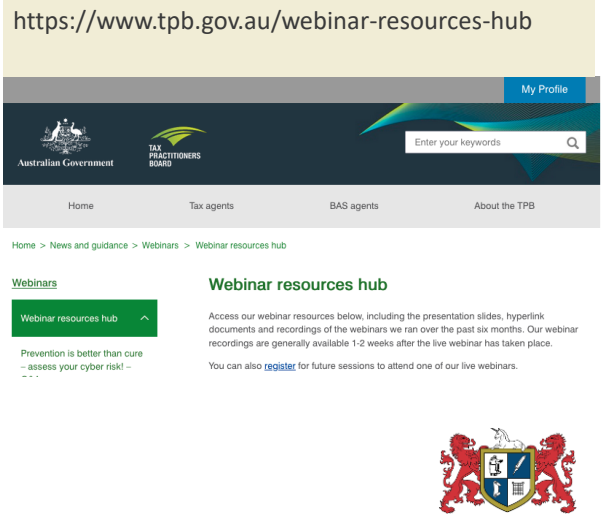 https://www.tpb.gov.au/webinar-resources-hub
My Profile
Australian Government
TAX
PRACTITIONERS
BOARD
Enter your keywords
Home Tax agents BAS agents About the TPB
Home > News and guidance > Webinars > Webinar resources hub
Webinars
Webinar resources hub
Webinar resources hub
Access our webinar resources below, including the presentation slides, hyperlink
documents and recordings of the webinars we ran over the past six months. Our webinar
recordings are generally available 1-2 weeks after the live webinar has taken place.
You can also register for future sessions to attend one of our live webinars.
Prevention is better than cure
– assess your cyber risk! –